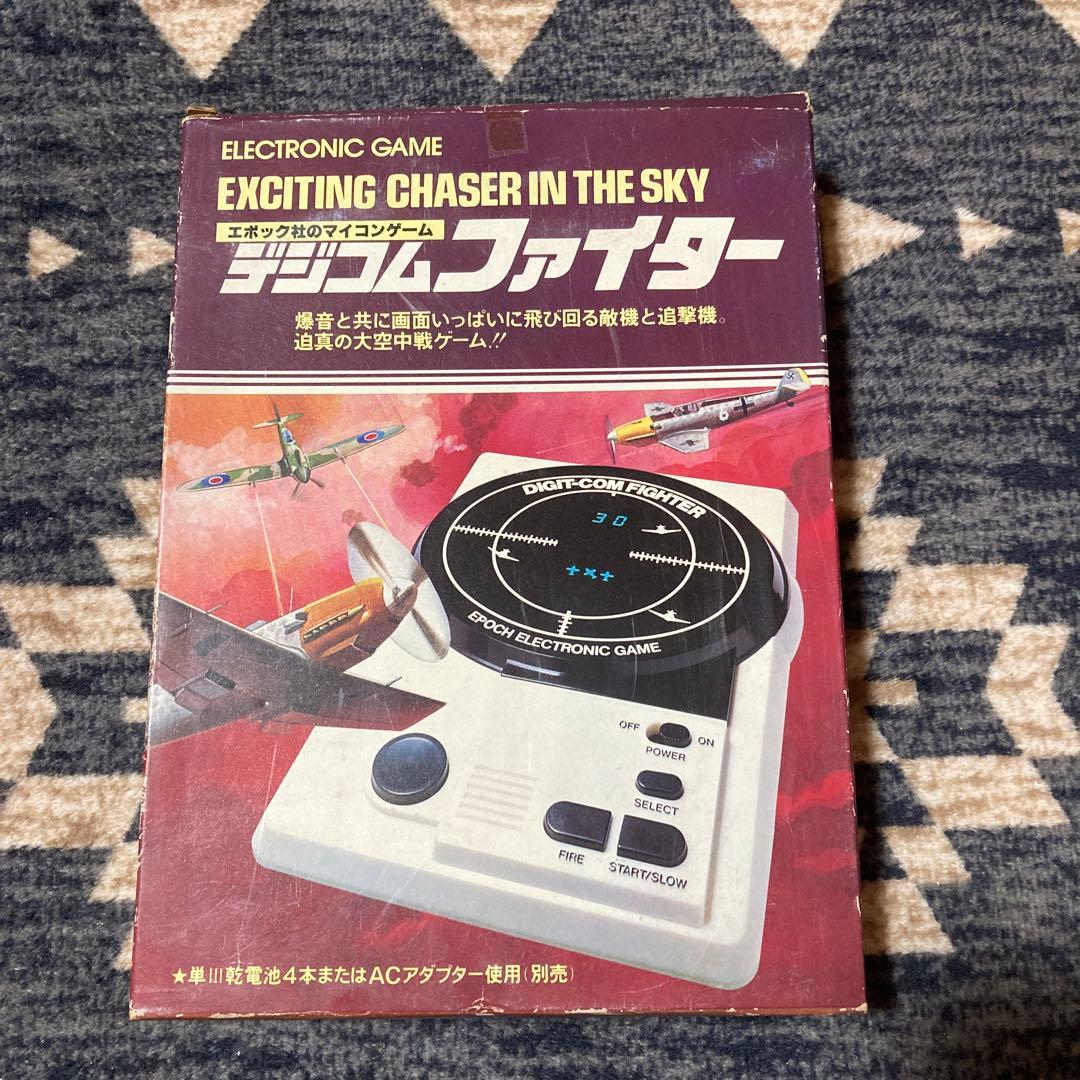 ELECTRONIC GAME
EXCITING CHASER IN THE SKY
エポック社のマイコンゲーム
デジコムファイター
爆音と共に画面いっぱいに飛び回る敵機と追撃機。
迫真の大空中戦ゲーム!!
6
DIGIT-COM FIGHTER
30
EPOCH ELECTRONIC GAME
OFF
ON
POWER
SELECT
FIRE
START/SLOW
★単III乾電池4本またはACアダプター使用(別売)